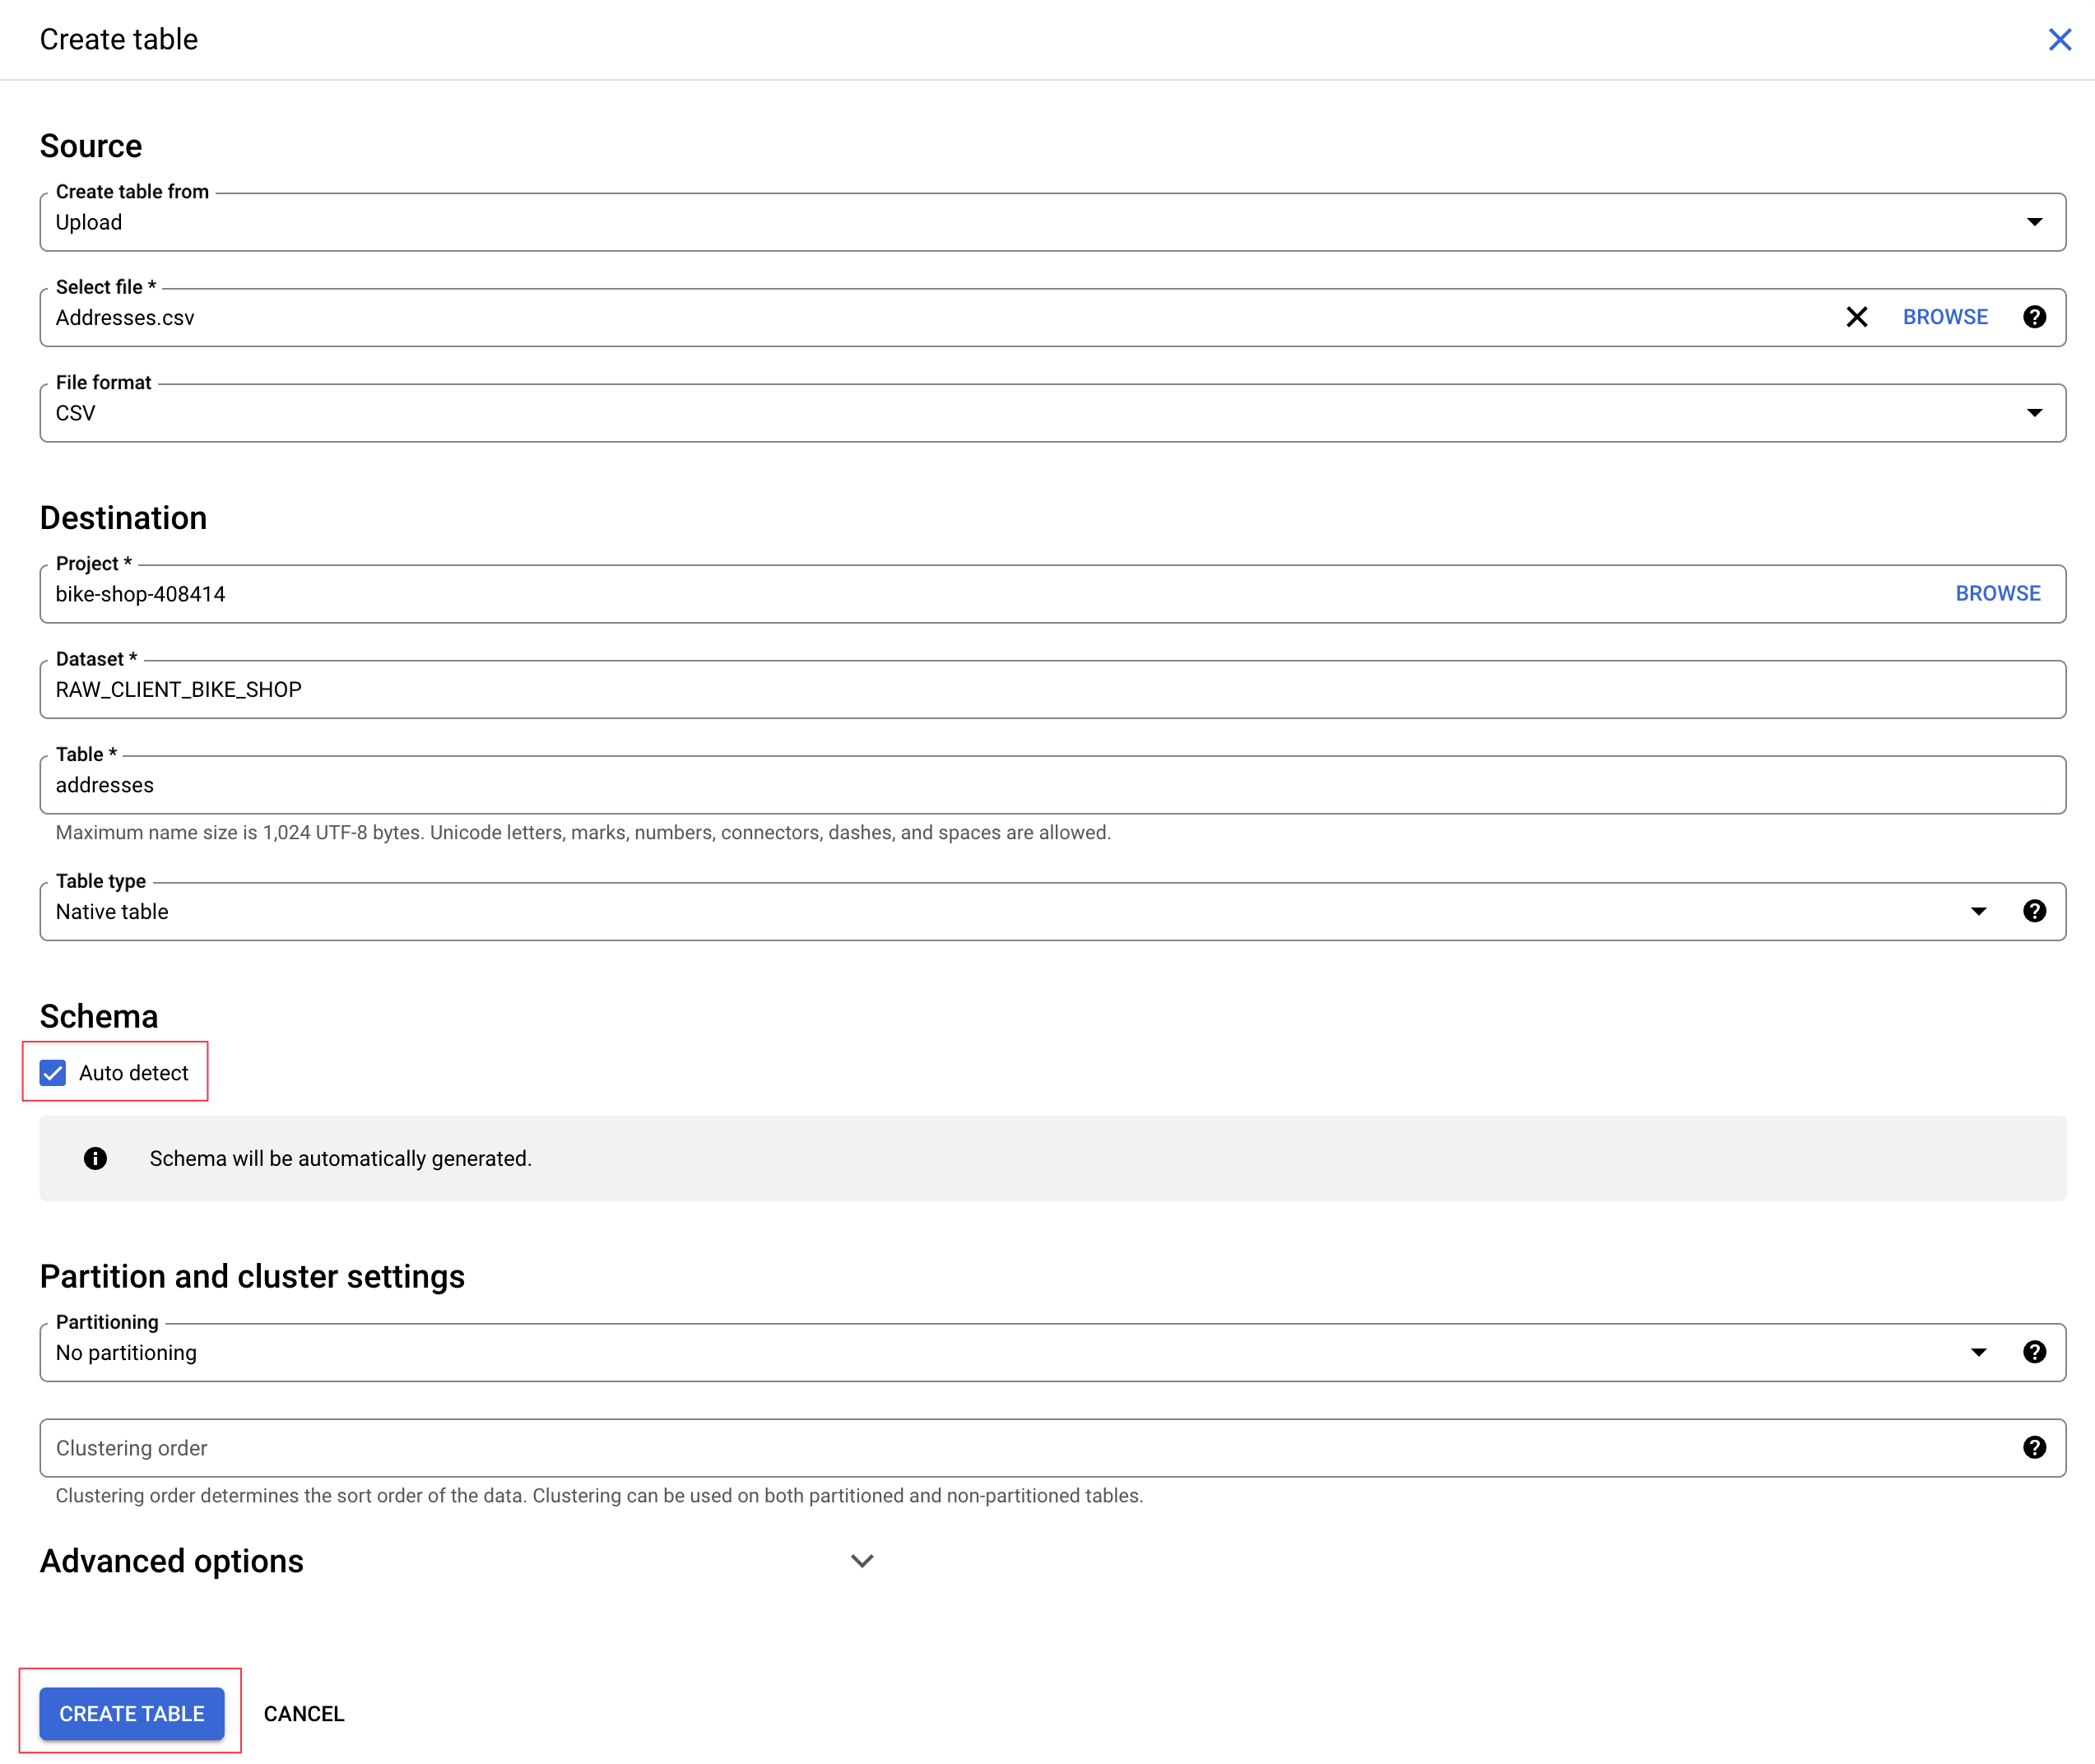 Create table
Source
Create table from
Upload
Select file *
Addresses.csv
BROWSE
File format
CSV
Destination
Project *
bike-shop-408414
BROWSE
Dataset *
RAW_CLIENT_BIKE_SHOP
Table *
addresses
Maximum name size is 1,024 UTF-8 bytes. Unicode letters, marks, numbers, connectors, dashes, and spaces are allowed.
Table type
Native table
Schema
Auto detect
Schema will be automatically generated.
Partition and cluster settings
Partitioning
No partitioning
Clustering order
Clustering order determines the sort order of the data. Clustering can be used on both partitioned and non-partitioned tables.
Advanced options
CREATE TABLE
CANCEL